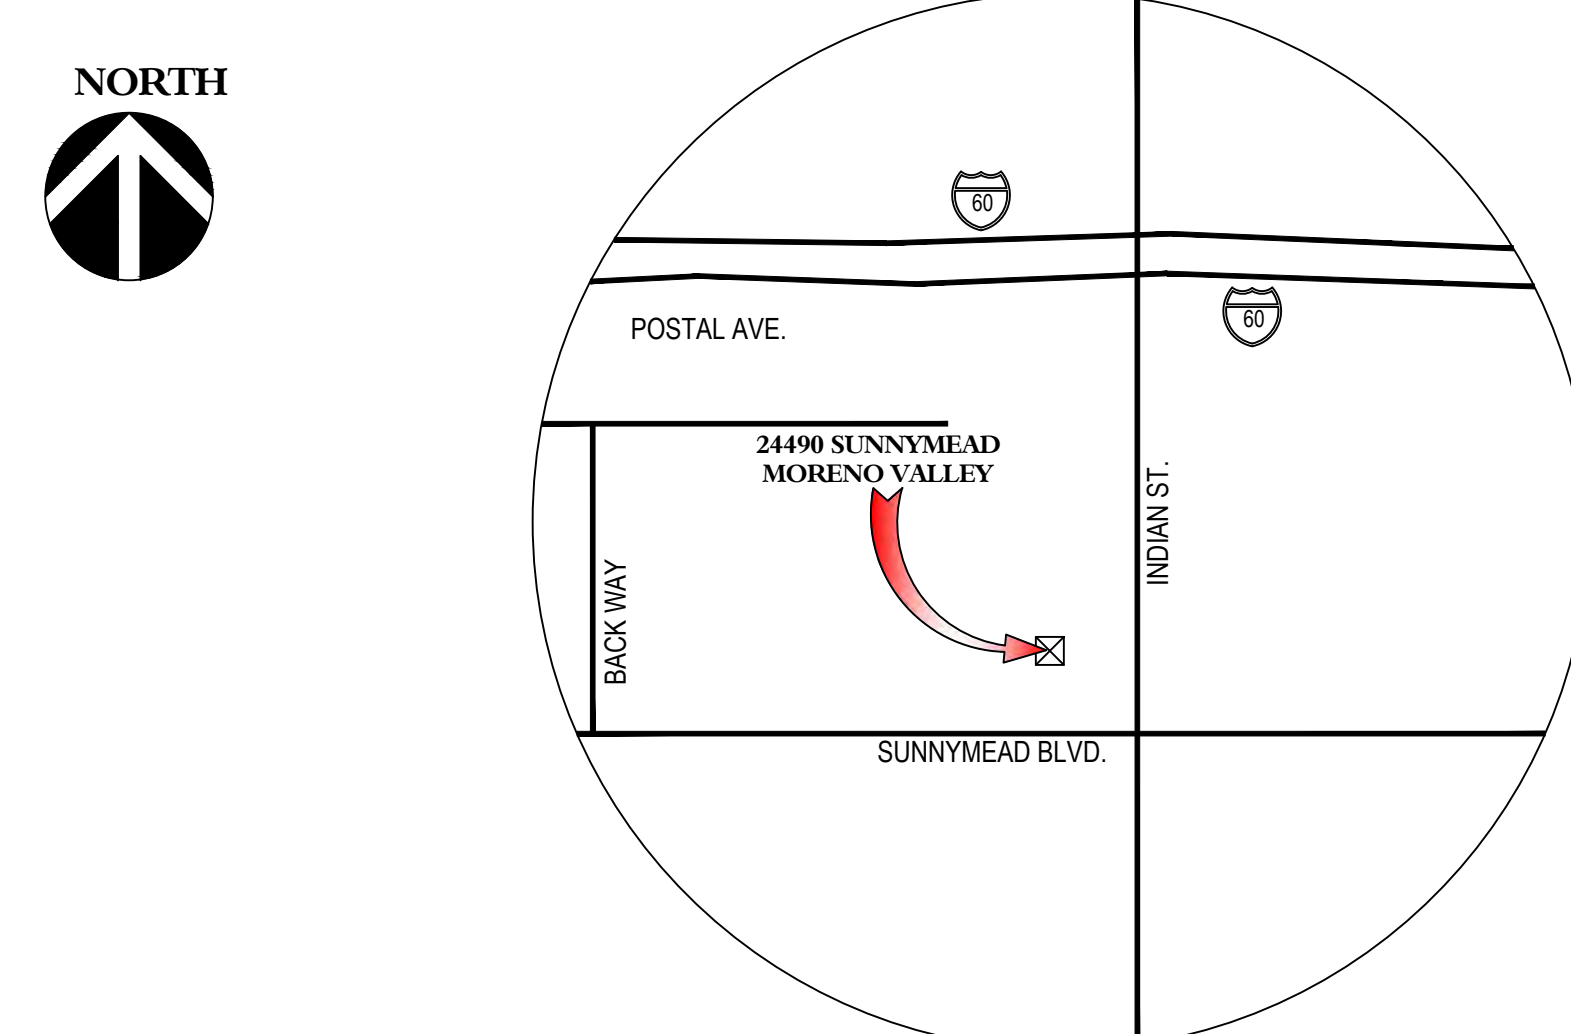 NORTH
60
60
POSTAL AVE.
24490 SUNNYMEAD
MORENO VALLEY
INDIAN ST.
BACK WAY
SUNNYMEAD BLVD.